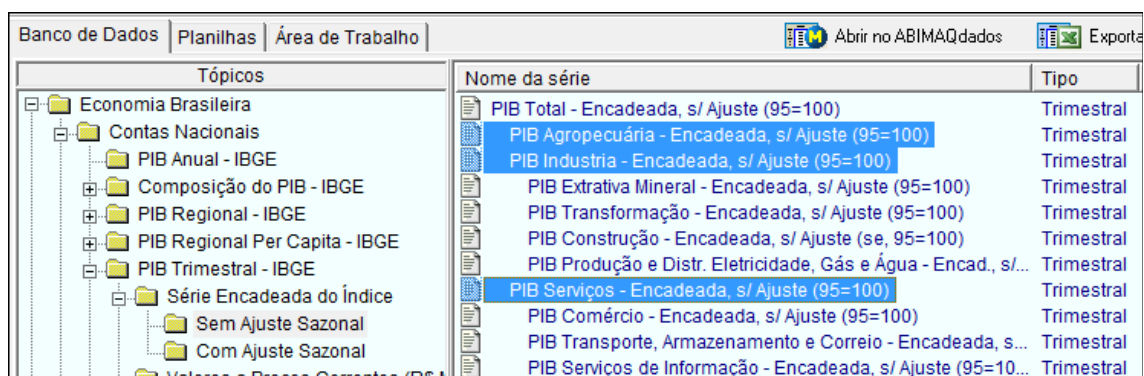 Banco de Dados Planilhas Área de Trabalho Abrir no ABIMAQdados Exporta
Tópicos
Economia Brasileira
Contas Nacionais
PIB Anual - IBGE
Composição do PIB - IBGE
PIB Regional - IBGE
PIB Regional Per Capita - IBGE
PIB Trimestral - IBGE
Série Encadeada do Índice
Sem Ajuste Sazonal
Com Ajuste Sazonal
Nome da série Tipo
PIB Total - Encadeada, s/ Ajuste (95=100) Trimestral
PIB Agropecuária - Encadeada, s/ Ajuste (95=100) Trimestral
PIB Industria - Encadeada, s/ Ajuste (95=100) Trimestral
PIB Extrativa Mineral - Encadeada, s/ Ajuste (95=100) Trimestral
PIB Transformação - Encadeada, s/ Ajuste (95=100) Trimestral
PIB Construção - Encadeada, s/ Ajuste (se, 95=100) Trimestral
PIB Produção e Distr. Eletricidade, Gás e Água - Encad., s/... Trimestral
PIB Serviços - Encadeada, s/ Ajuste (95=100) Trimestral
PIB Comércio - Encadeada, s/ Ajuste (95=100) Trimestral
PIB Transporte, Armazenamento e Correio - Encadeada, s... Trimestral
PIB Serviços de Informação - Encadeada, s/ Ajuste (95=10... Trimestral